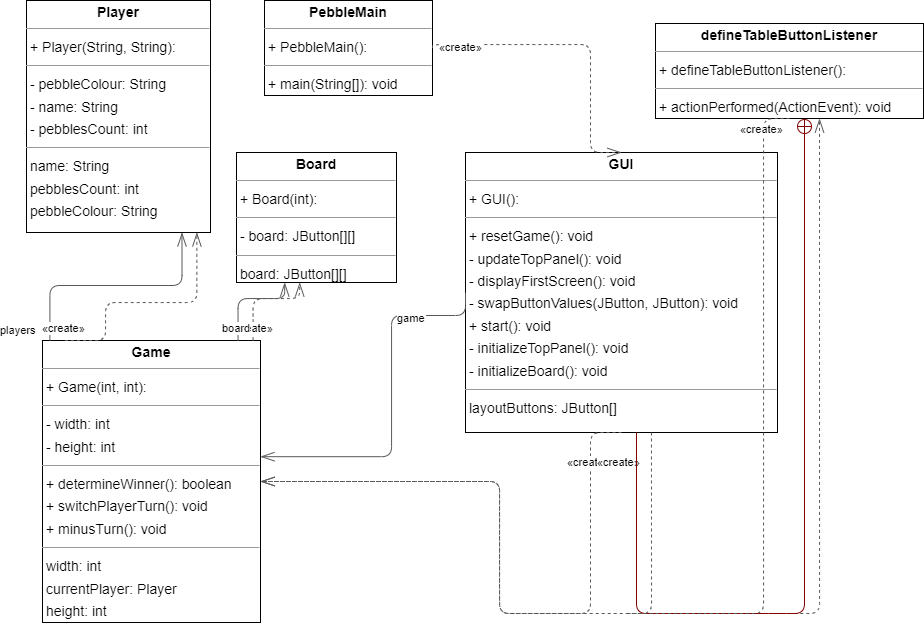 Player
+ Player(String, String):
- pebbleColour: String
- name: String
- pebblesCount: int
name: String
pebblesCount: int
pebbleColour: String
PebbleMain
+ PebbleMain():
+ main(String[]): void
«create»
defineTableButtonListener
+ defineTableButtonListener():
+ actionPerformed(ActionEvent): void
«create»
Board
+ Board(int):
- board: JButton[][]
board: JButton[][]
GUI
+ GUI():
+ resetGame(): void
- updateTopPanel(): void
- displayFirstScreen(): void
- swapButtonValues(JButton, JButton): void
+ start(): void
- initializeTopPanel(): void
- initializeBoard(): void
layoutButtons: JButton[]
game
players
«create»
board
Game
+ Game(int, int):
- width: int
- height: int
+ determineWinner(): boolean
+ switchPlayerTurn(): void
+ minusTurn(): void
width: int
currentPlayer: Player
height: int
«create»